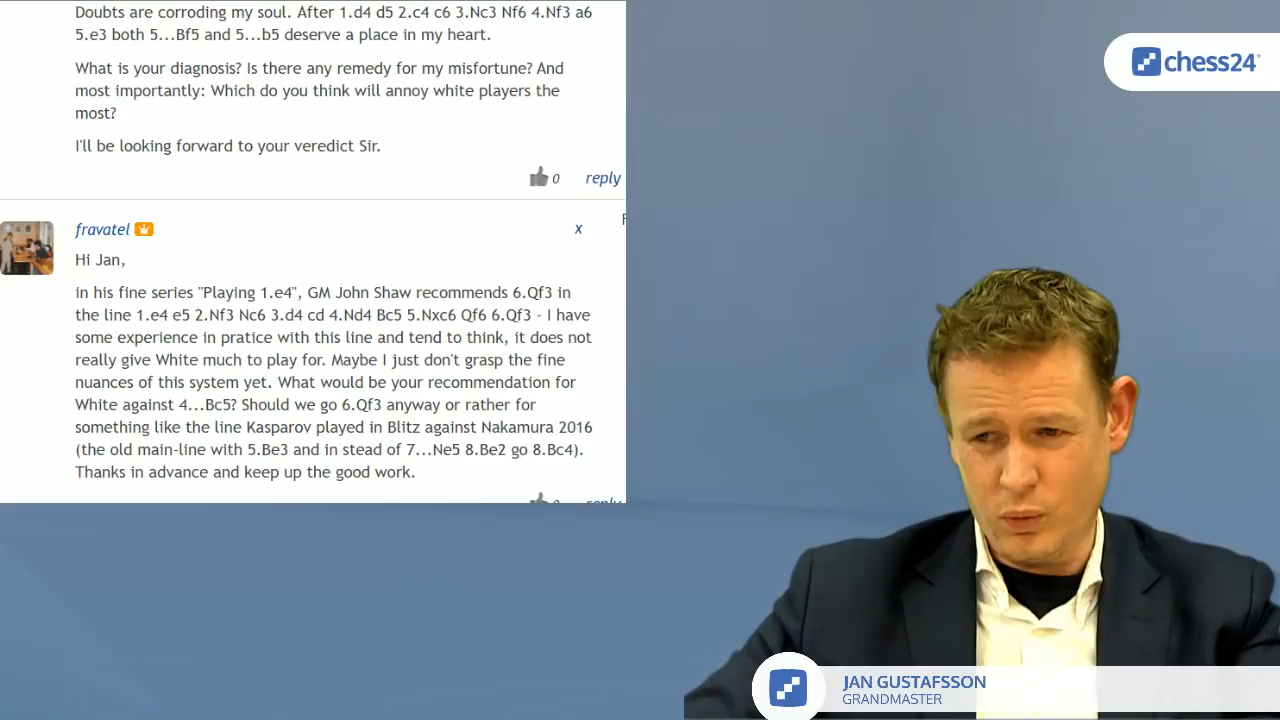 Doubts are corroding my soul. After 1.d4 d5 2.c4 c6 3.Nc3 Nf6 4.Nf3 a6
5.e3 both 5...Bf5 and 5...b5 deserve a place in my heart.
What is your diagnosis? Is there any remedy for my misfortune? And
most importantly: Which do you think will annoy white players the
most?
I'll be looking forward to your veredict Sir.
0 reply
fravatel x
Hi Jan,
in his fine series "Playing 1.e4", GM John Shaw recommends 6.Qf3 in
the line 1.e4 e5 2.Nf3 Nc6 3.d4 cd 4.Nd4 Bc5 5.Nxc6 Qf6 6.Qf3 - I have
some experience in pratice with this line and tend to think, it does not
really give White much to play for. Maybe I just don't grasp the fine
nuances of this system yet. What would be your recommendation for
White against 4...Bc5? Should we go 6.Qf3 anyway or rather for
something like the line Kasparov played in Blitz against Nakamura 2016
(the old main-line with 5.Be3 and in stead of 7...Ne5 8.Be2 go 8.Bc4).
Thanks in advance and keep up the good work.
chess24
JAN GUSTAFSSON
GRANDMASTER